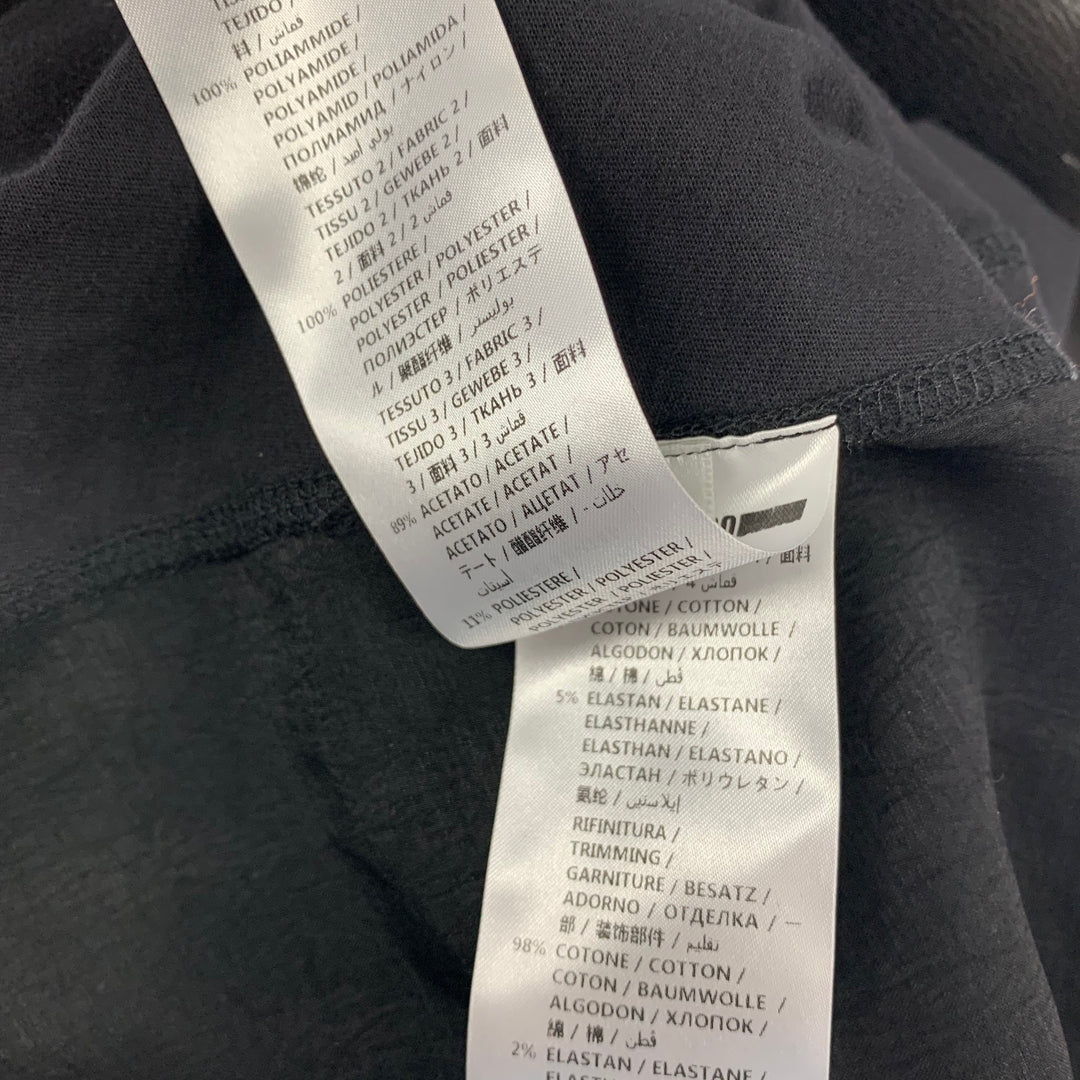 TEJIDO /
料 / قماش /
100% POLIAMMIDE /
POLYAMIDE /
POLYAMIDE /
POLYAMID / POLIAMIDA /
ПОЛИАМИД / ナイロン /
锦纶 / بولي أميد /
TESSUTO 2 / FABRIC 2 /
TISSU 2 / GEWEBE 2 /
TEJIDO 2 / ТКАНЬ 2 / 面料
2 / 面料 2 / قماش 2
100% POLIESTERE /
POLYESTER / POLYESTER /
POLYESTER / POLIESTER /
ПОЛИЭСТЕР / ポリエステ
ル / 聚酯纤维 / بوليستر
TESSUTO 3 / FABRIC 3 /
TISSU 3 / GEWEBE 3 /
TEJIDO 3 / ТКАНЬ 3 / 面料
3 / 面料 3 / قماش 3
89% ACETATO / ACETATE /
ACETATE / ACETAT /
ACETATO / АЦЕТАТ / アセ
テート / 醋酯纤维 /
أسيتات
11% POLIESTERE /
POLYESTER / POLYESTER /
POLYESTER / POLIESTER /
/ 面料
قماش 4
COTTON /
COTON / BAUMWOLLE /
ALGODON / ХЛОПОК /
綿 / 棉 / قطن
5% ELASTAN / ELASTANE /
ELASTHANNE /
ELASTHAN / ELASTANO /
ЭЛАСТАН / ポリウレタン /
氨纶 / إيلاستين
RIFINITURA /
TRIMMING /
GARNITURE / BESATZ /
ADORNO / ОТДЕЛКА / 一
部 / 装饰部件 / تقليم
98% COTONE / COTTON /
COTON / BAUMWOLLE /
ALGODON / ХЛОПОК /
綿 / 棉 / قطن
2% ELASTAN / ELASTANE /